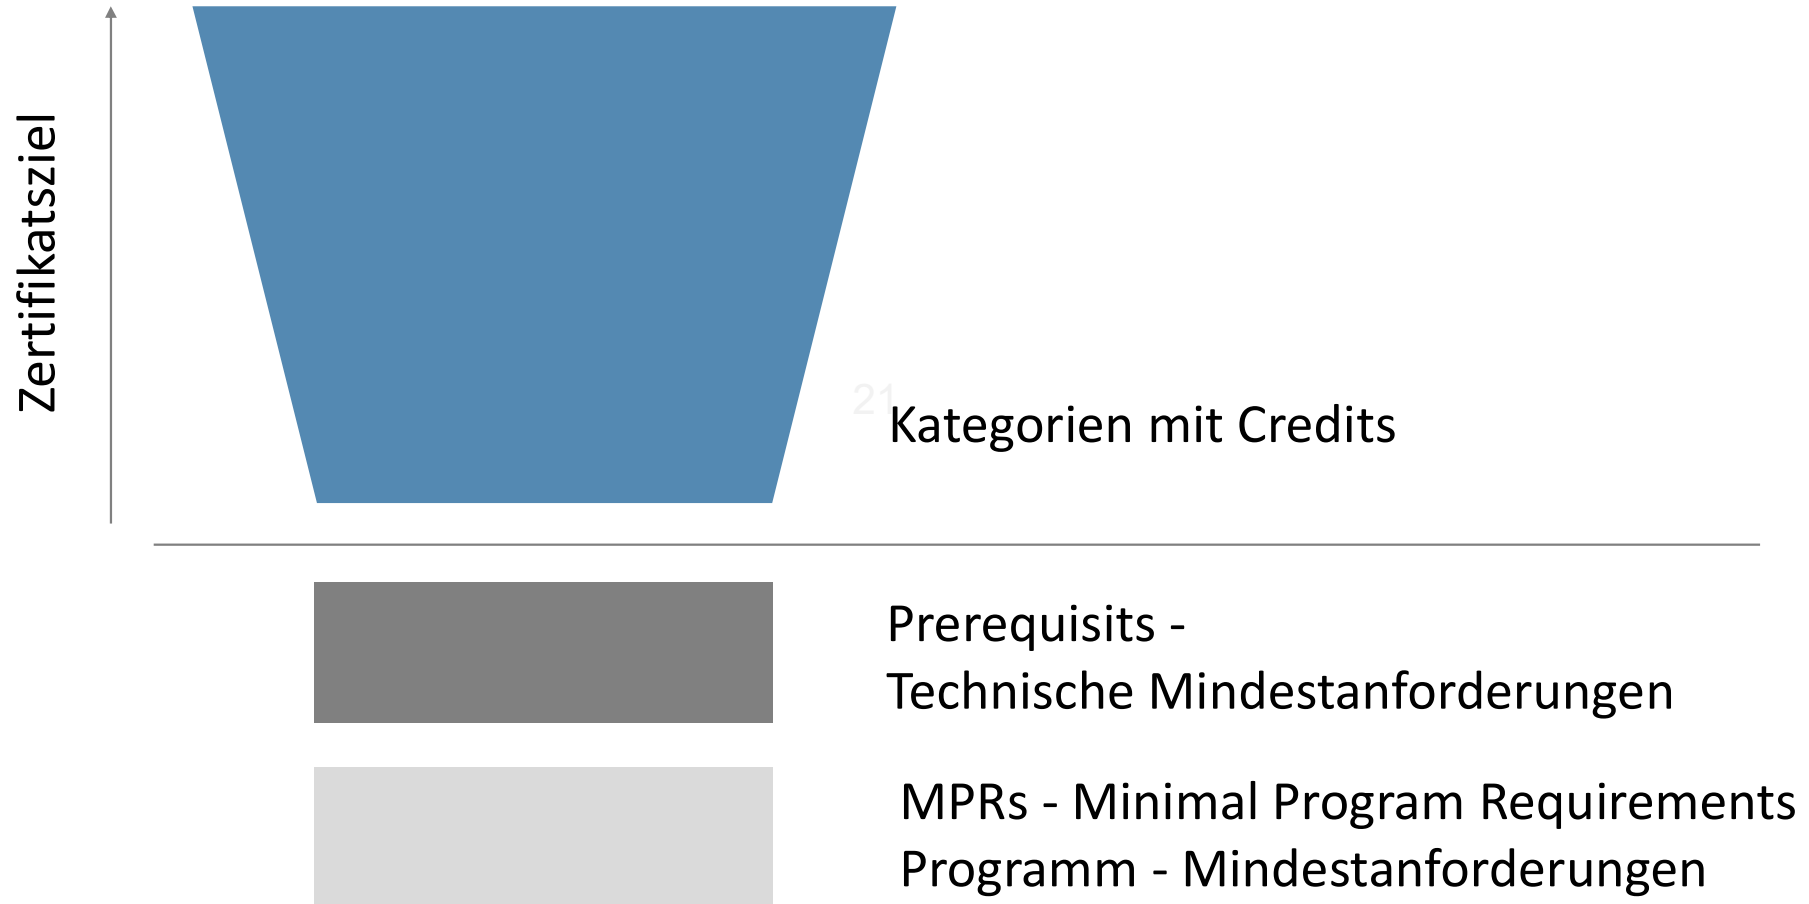 Zertifikatsziel
21
Kategorien mit Credits
Prerequisits -
Technische Mindestanforderungen
MPRs - Minimal Program Requirements
Programm - Mindestanforderungen